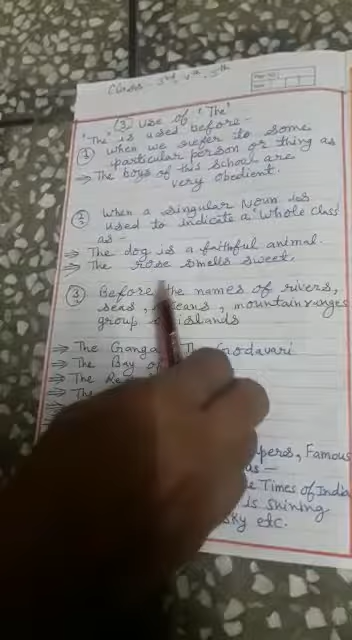 Class - 3rd, 4th, 5th
(3) Use of 'The'
'The' is used before -
① When we refer to some
particular person or thing as
⇒ The boys of this school are
very obedient.
② When a singular Noun is
used to indicate a whole class
as -
⇒ The dog is a faithful animal.
⇒ The rose smells sweet.
③ Before the names of rivers,
seas, mountain
group islands
⇒ The Ganga The Godavari
⇒ The Bay of
⇒ The
⇒ The
Famous
as -
Times of India
is shining
sky etc.